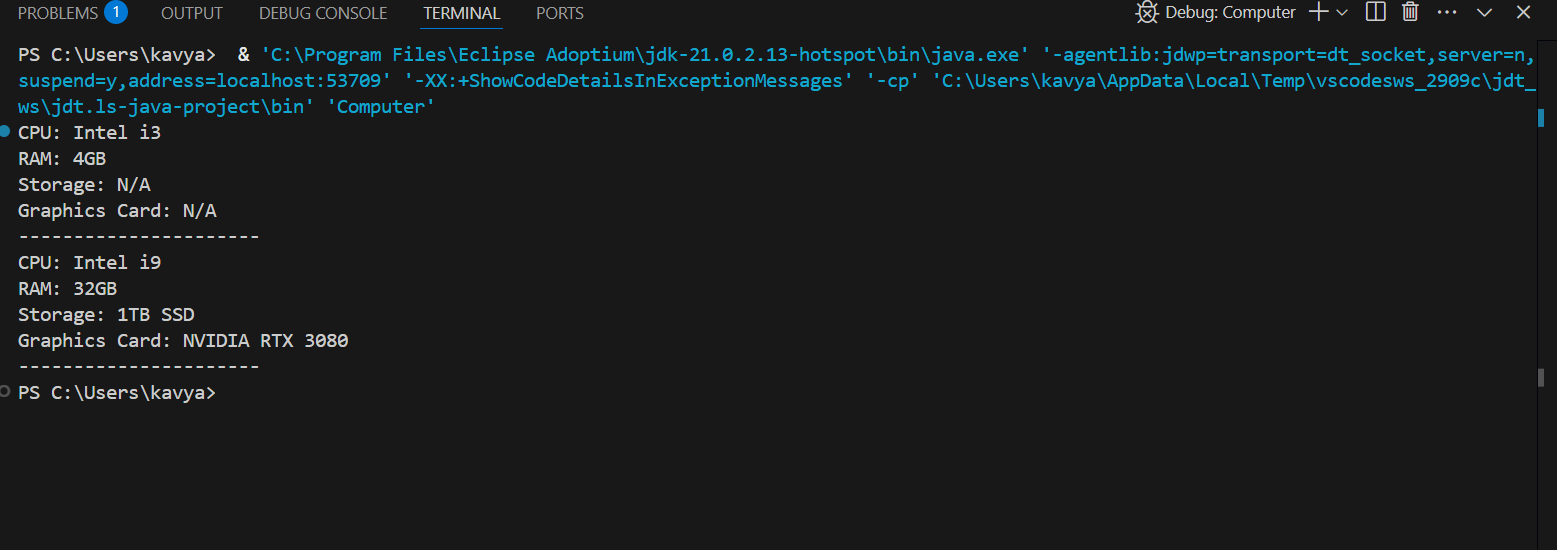 PROBLEMS 1 OUTPUT DEBUG CONSOLE TERMINAL PORTS Debug: Computer
PS C:\Users\kavya>  & 'C:\Program Files\Eclipse Adoptium\jdk-21.0.2.13-hotspot\bin\java.exe' '-agentlib:jdwp=transport=dt_socket,server=n,
suspend=y,address=localhost:53709' '-XX:+ShowCodeDetailsInExceptionMessages' '-cp' 'C:\Users\kavya\AppData\Local\Temp\vscodesws_2909c\jdt_
ws\jdt.ls-java-project\bin' 'Computer'
CPU: Intel i3
RAM: 4GB
Storage: N/A
Graphics Card: N/A
----------------------
CPU: Intel i9
RAM: 32GB
Storage: 1TB SSD
Graphics Card: NVIDIA RTX 3080
----------------------
PS C:\Users\kavya>